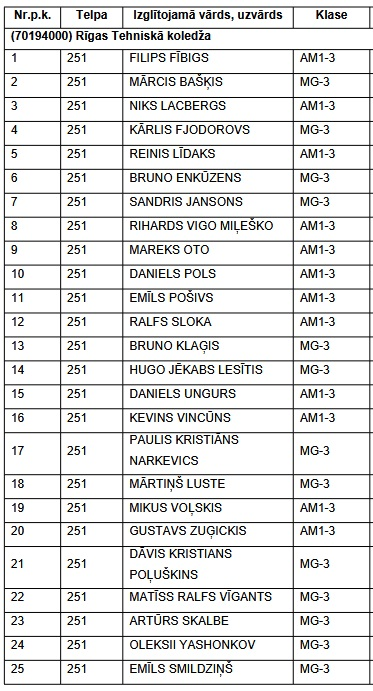 Nr.p.k. Telpa Izglītojamā vārds, uzvārds Klase
(70194000) Rīgas Tehniskā koledža
1 251 FILIPS FĪBIGS AM1-3
2 251 MĀRCIS BAŠĶIS MG-3
3 251 NIKS LACBERGS AM1-3
4 251 KĀRLIS FJODOROVS MG-3
5 251 REINIS LĪDAKS AM1-3
6 251 BRUNO ENKŪZENS MG-3
7 251 SANDRIS JANSONS MG-3
8 251 RIHARDS VIGO MIĻEŠKO AM1-3
9 251 MAREKS OTO AM1-3
10 251 DANIELS POLS AM1-3
11 251 EMĪLS POŠIVS AM1-3
12 251 RALFS SLOKA AM1-3
13 251 BRUNO KLAĢIS MG-3
14 251 HUGO JĒKABS LESĪTIS MG-3
15 251 DANIELS UNGURS AM1-3
16 251 KEVINS VINCŪNS AM1-3
17 251 PAULIS KRISTIĀNS
NARKEVICS MG-3
18 251 MĀRTIŅŠ LUSTE MG-3
19 251 MIKUS VOĻSKIS AM1-3
20 251 GUSTAVS ZUĢICKIS AM1-3
21 251 DĀVIS KRISTIANS
POĻUŠKINS MG-3
22 251 MATĪSS RALFS VĪGANTS MG-3
23 251 ARTŪRS SKALBE MG-3
24 251 OLEKSII YASHONKOV MG-3
25 251 EMĪLS SMILDZIŅŠ MG-3